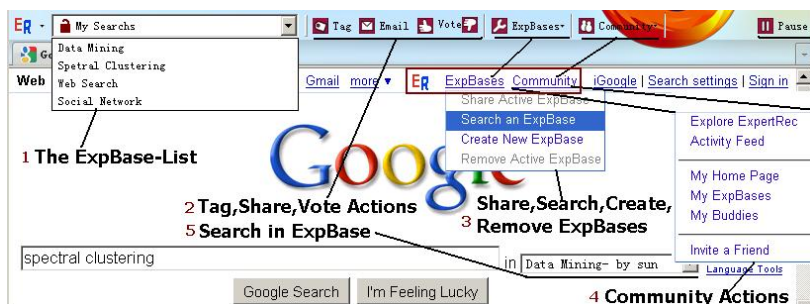 ER My Searchs Tag Email Vote ExpBases Community Pause
Data Mining
Spetral Clustering
Web Search
Social Network
Web Gmail more ER ExpBases Community iGoogle | Search settings | Sign in
Share Active ExpBase
Search an ExpBase
Create New ExpBase
Remove Active ExpBase
Explore ExpertRec
Activity Feed
My Home Page
My ExpBases
My Buddies
Invite a Friend
1 The ExpBase-List
Google
2 Tag,Share,Vote Actions
3 Share,Search,Create,
Remove ExpBases
5 Search in ExpBase
spectral clustering in Data Mining- by sun
Language Tools
Google Search I'm Feeling Lucky
4 Community Actions